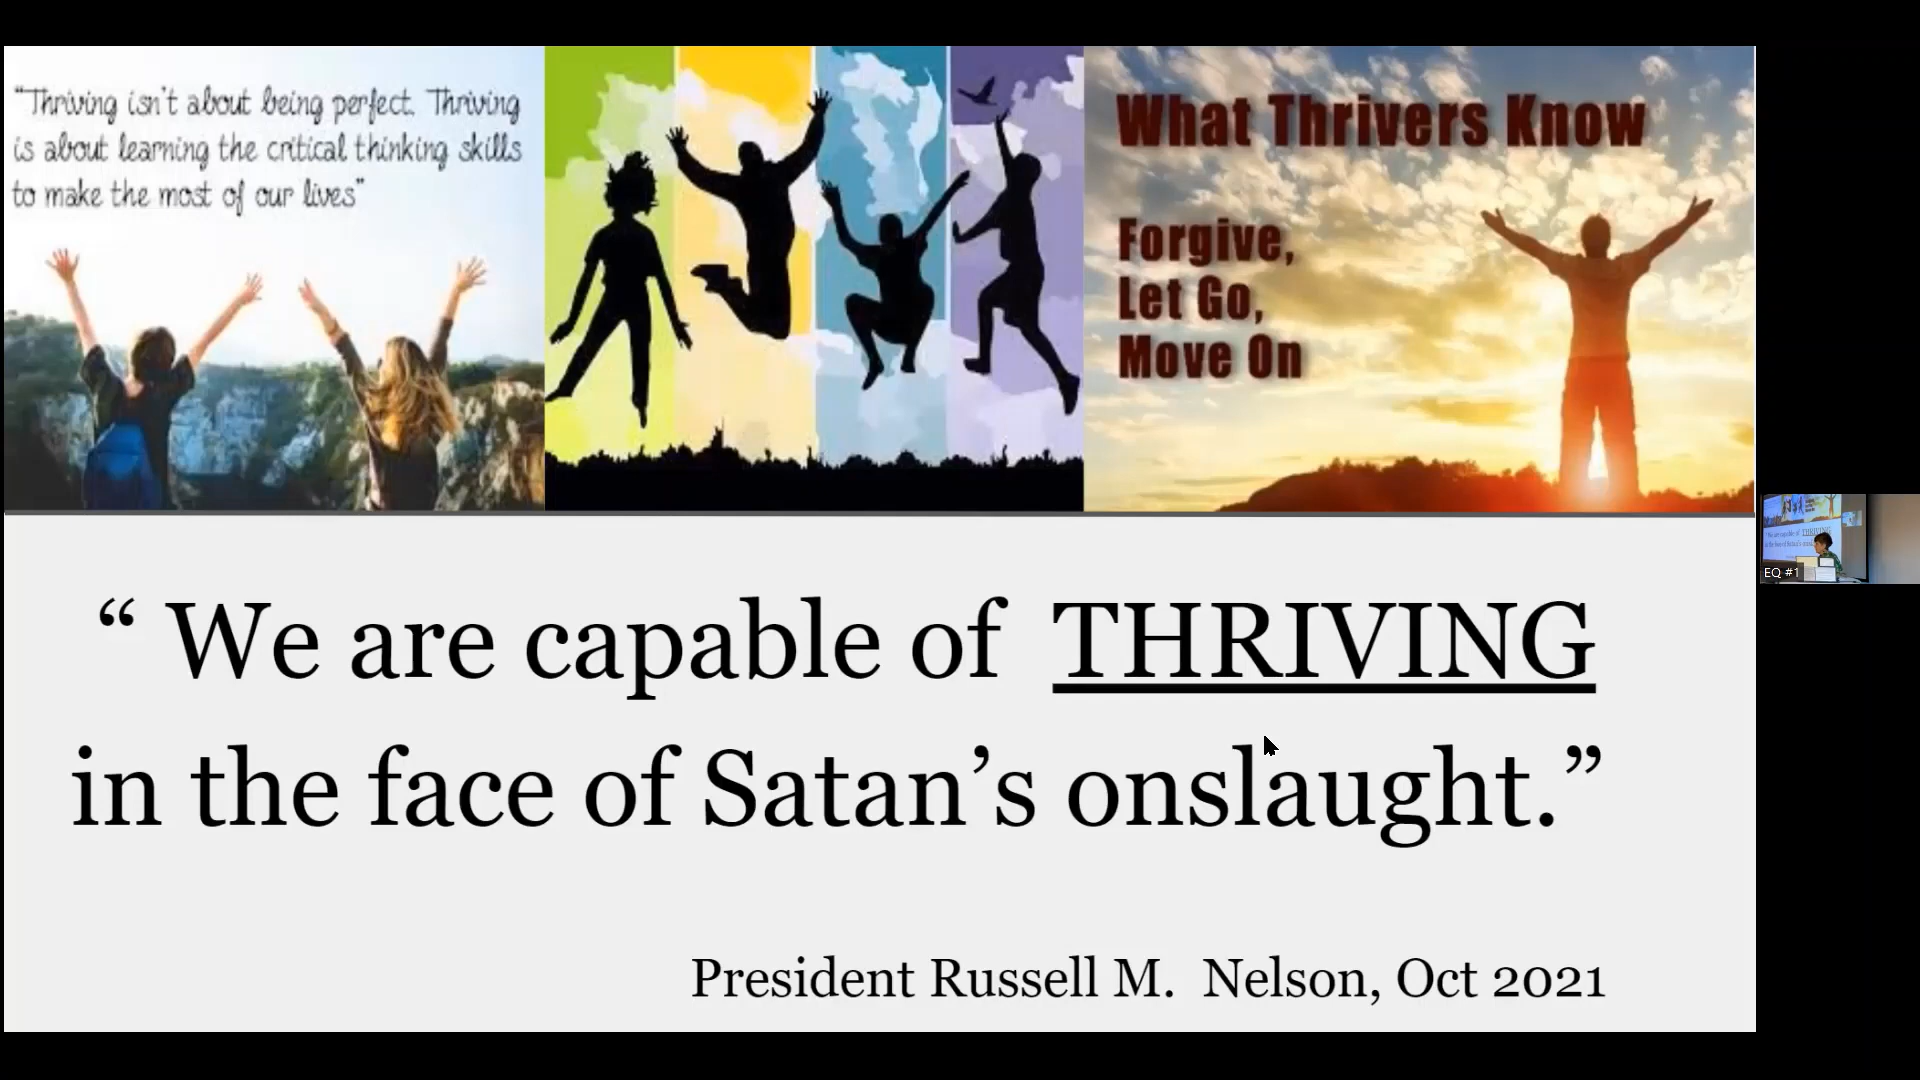 “Thriving isn't about being perfect. Thriving
is about learning the critical thinking skills
to make the most of our lives”
What Thrivers Know
Forgive,
Let Go,
Move On
“ We are capable of THRIVING
in the face of Satan’s onslaught.”
President Russell M. Nelson, Oct 2021
EQ #1